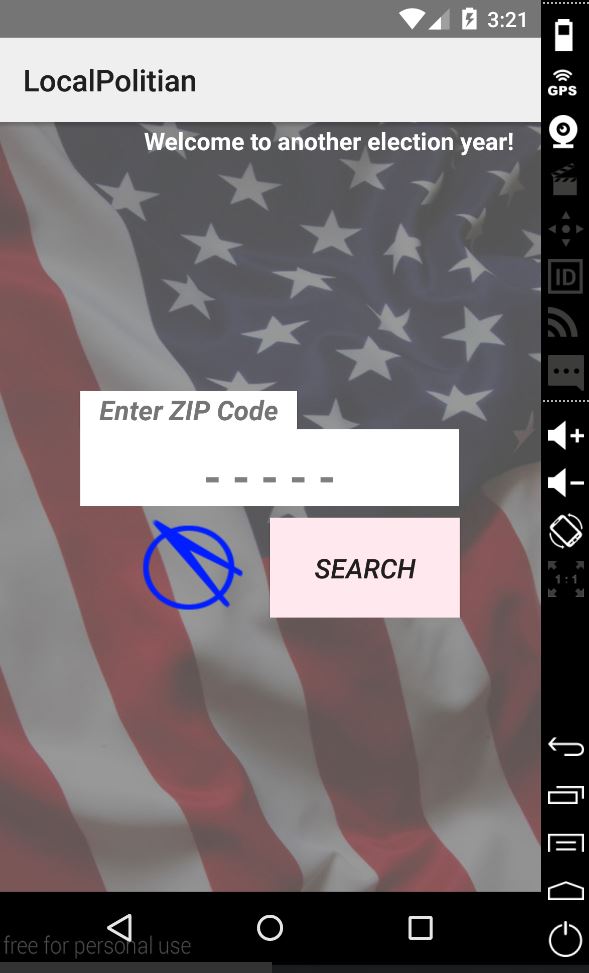 3:21
LocalPolitian
GPS
Welcome to another election year!
ID
Enter ZIP Code
- - - - -
SEARCH
1:1
free for personal use